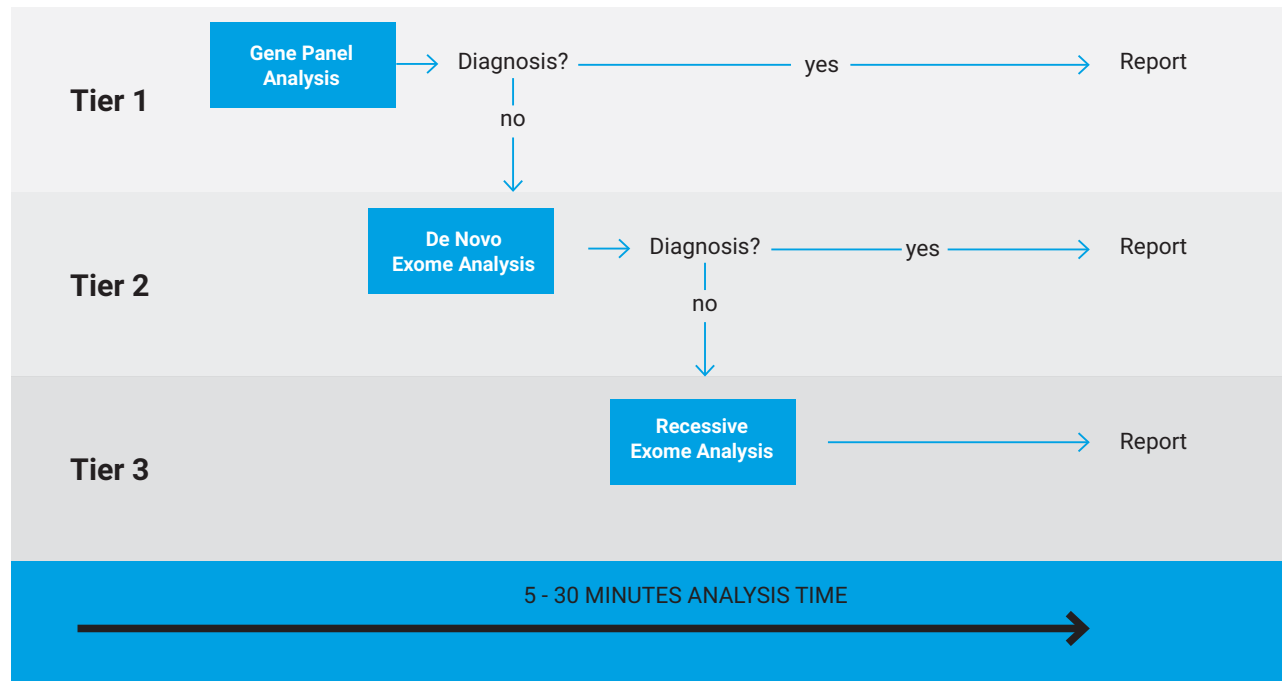 Tier 1
Gene Panel
Analysis
Diagnosis?
yes
Report
no
Tier 2
De Novo
Exome Analysis
Diagnosis?
yes
Report
no
Tier 3
Recessive
Exome Analysis
Report
5 - 30 MINUTES ANALYSIS TIME